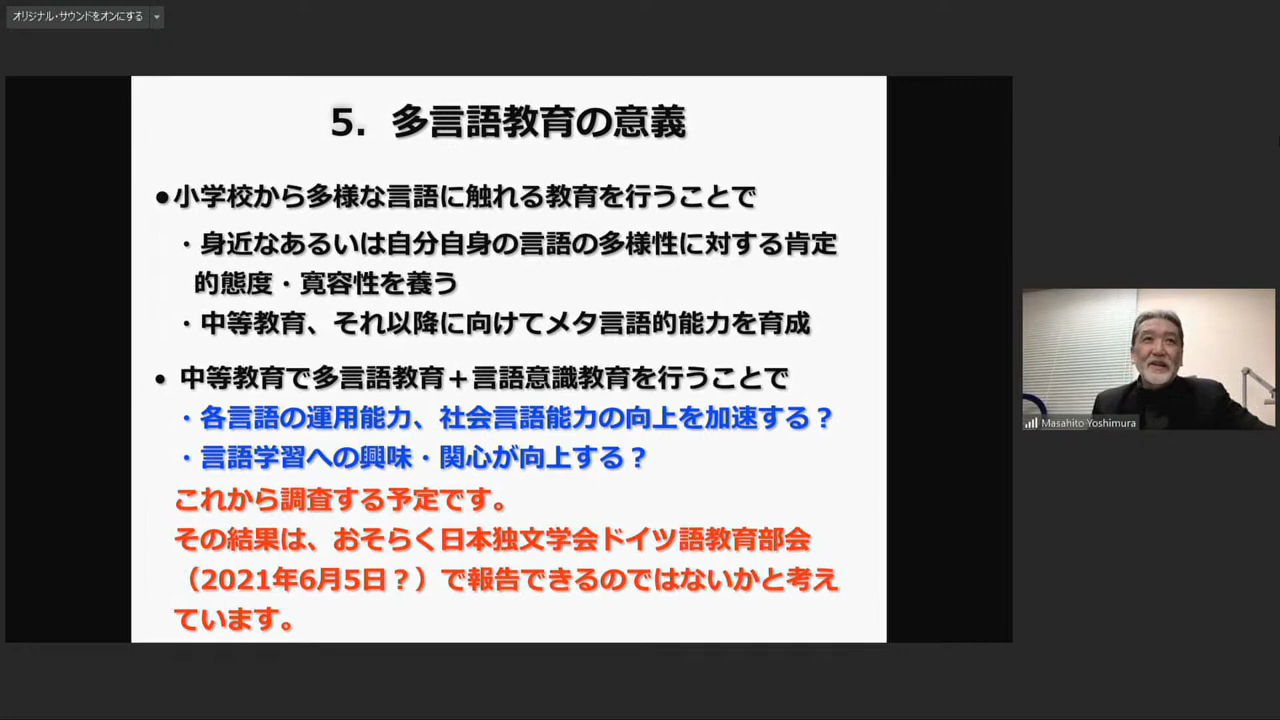 オリジナル・サウンドをオンにする
5. 多言語教育の意義
●小学校から多様な言語に触れる教育を行うことで
・身近なあるいは自分自身の言語の多様性に対する肯定
的態度・寛容性を養う
・中等教育、それ以降に向けてメタ言語的能力を育成
• 中等教育で多言語教育＋言語意識教育を行うことで
・各言語の運用能力、社会言語能力の向上を加速する？
・言語学習への興味・関心が向上する？
これから調査する予定です。
その結果は、おそらく日本独文学会ドイツ語教育部会
（2021年6月5日？）で報告できるのではないかと考え
ています。
Masahito Yoshimura